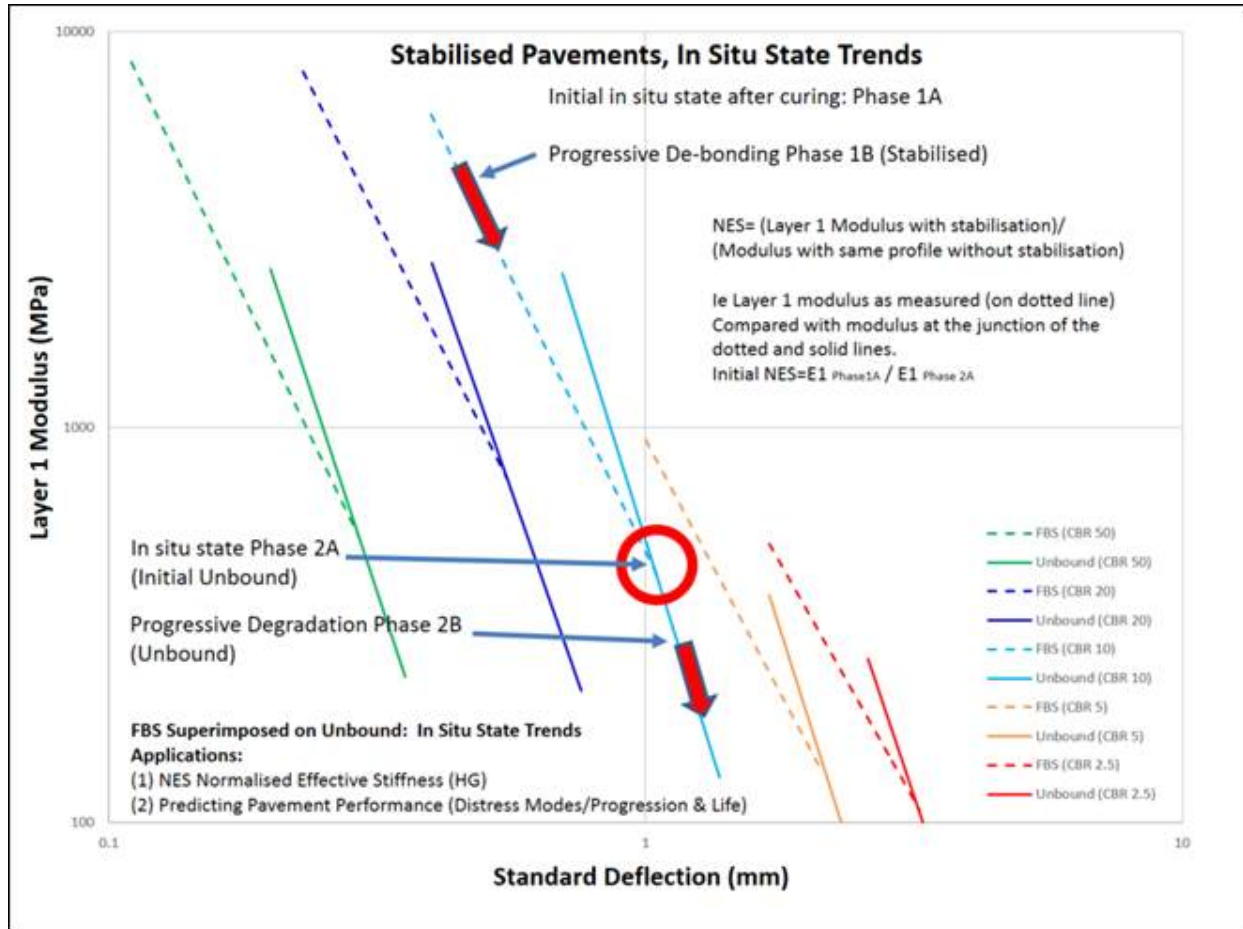 Stabilised Pavements, In Situ State Trends
Initial in situ state after curing: Phase 1A
Progressive De-bonding Phase 1B (Stabilised)
NES= (Layer 1 Modulus with stabilisation)/
(Modulus with same profile without stabilisation)
Ie Layer 1 modulus as measured (on dotted line)
Compared with modulus at the junction of the
dotted and solid lines.
Initial NES=E1 Phase1A / E1 Phase 2A
10000
1000
100
Layer 1 Modulus (MPa)
In situ state Phase 2A
(Initial Unbound)
Progressive Degradation Phase 2B
(Unbound)
FBS Superimposed on Unbound: In Situ State Trends
Applications:
(1) NES Normalised Effective Stiffness (HG)
(2) Predicting Pavement Performance (Distress Modes/Progression & Life)
FBS (CBR 50)
Unbound (CBR 50)
FBS (CBR 20)
Unbound (CBR 20)
FBS (CBR 10)
Unbound (CBR 10)
FBS (CBR 5)
Unbound (CBR 5)
FBS (CBR 2.5)
Unbound (CBR 2.5)
0.1
1
10
Standard Deflection (mm)